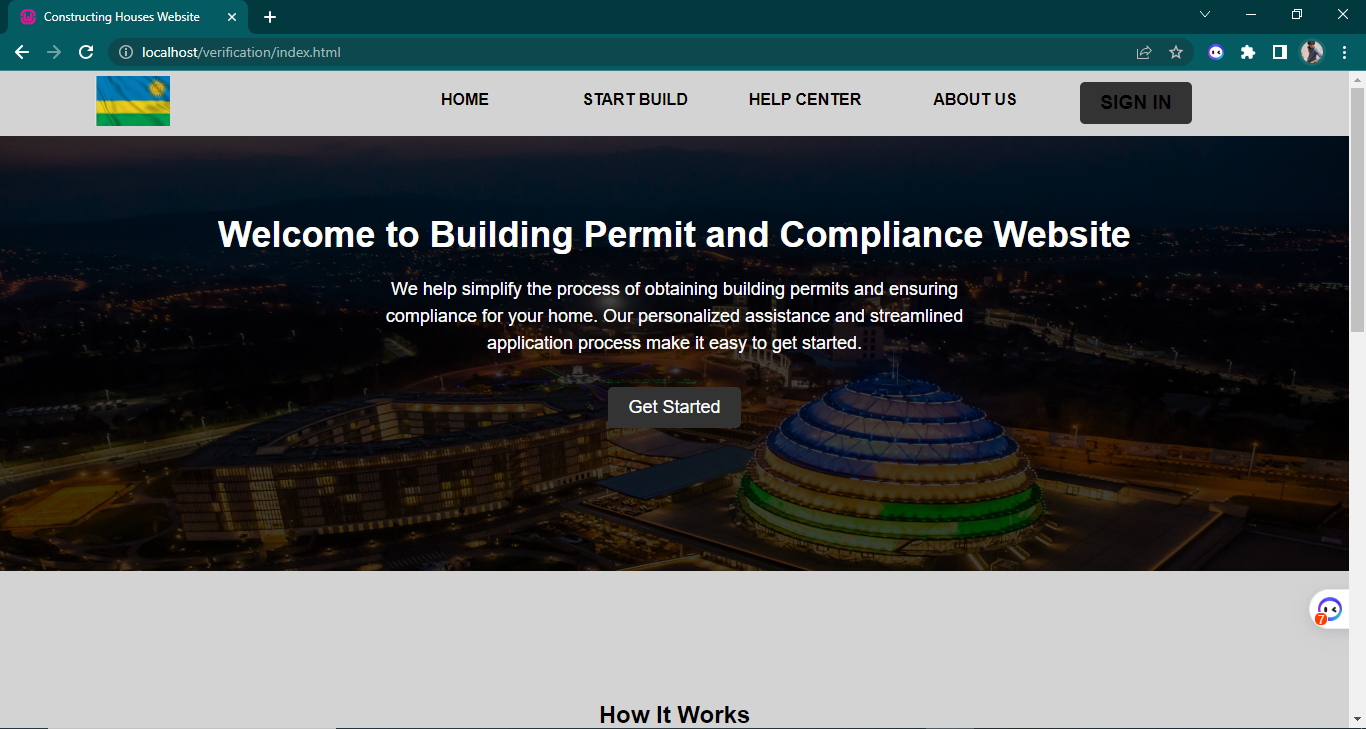 Constructing Houses Website
localhost/verification/index.html
HOME
START BUILD
HELP CENTER
ABOUT US
SIGN IN
Welcome to Building Permit and Compliance Website
We help simplify the process of obtaining building permits and ensuring
compliance for your home. Our personalized assistance and streamlined
application process make it easy to get started.
Get Started
7
How It Works